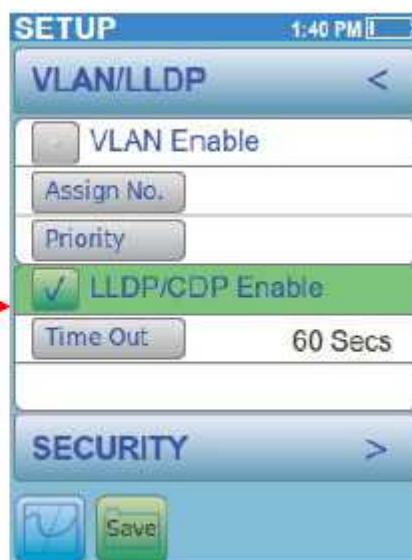 SETUP 1:40 PM
VLAN/LLDP <
VLAN Enable
Assign No.
Priority
✓ LLDP/CDP Enable
Time Out 60 Secs
SECURITY >
Save